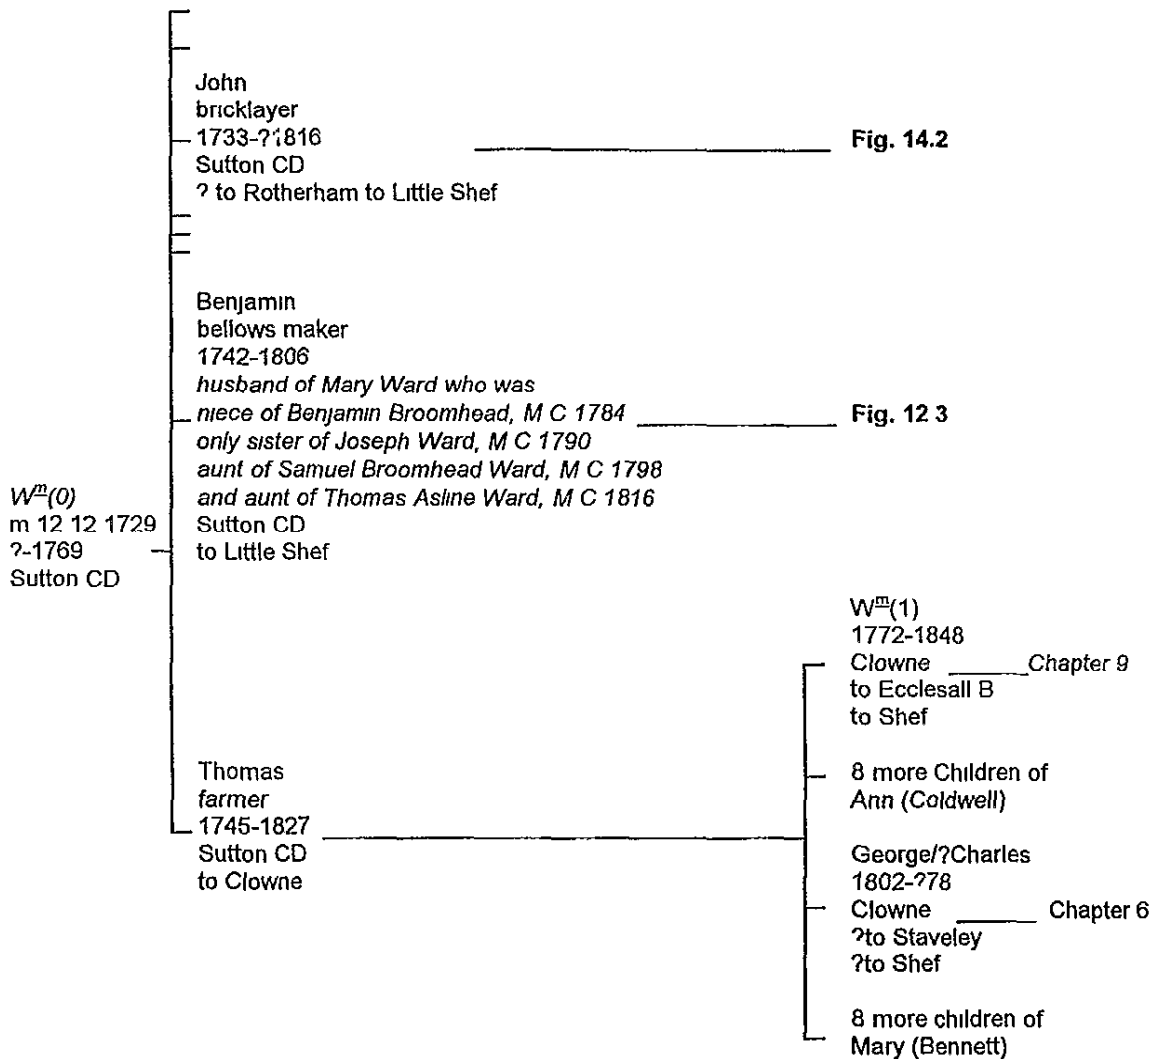 John
bricklayer
1733-?1816
Sutton CD
? to Rotherham to Little Shef
Fig. 14.2
Benjamin
bellows maker
1742-1806
husband of Mary Ward who was
niece of Benjamin Broomhead, M C 1784
only sister of Joseph Ward, M C 1790
aunt of Samuel Broomhead Ward, M C 1798
and aunt of Thomas Asline Ward, M C 1816
Sutton CD
to Little Shef
Fig. 12 3
Wm(0)
m 12 12 1729
?-1769
Sutton CD
Thomas
farmer
1745-1827
Sutton CD
to Clowne
Wm(1)
1772-1848
Clowne Chapter 9
to Ecclesall B
to Shef
8 more Children of
Ann (Coldwell)
George/?Charles
1802-?78
Clowne Chapter 6
?to Staveley
?to Shef
8 more children of
Mary (Bennett)